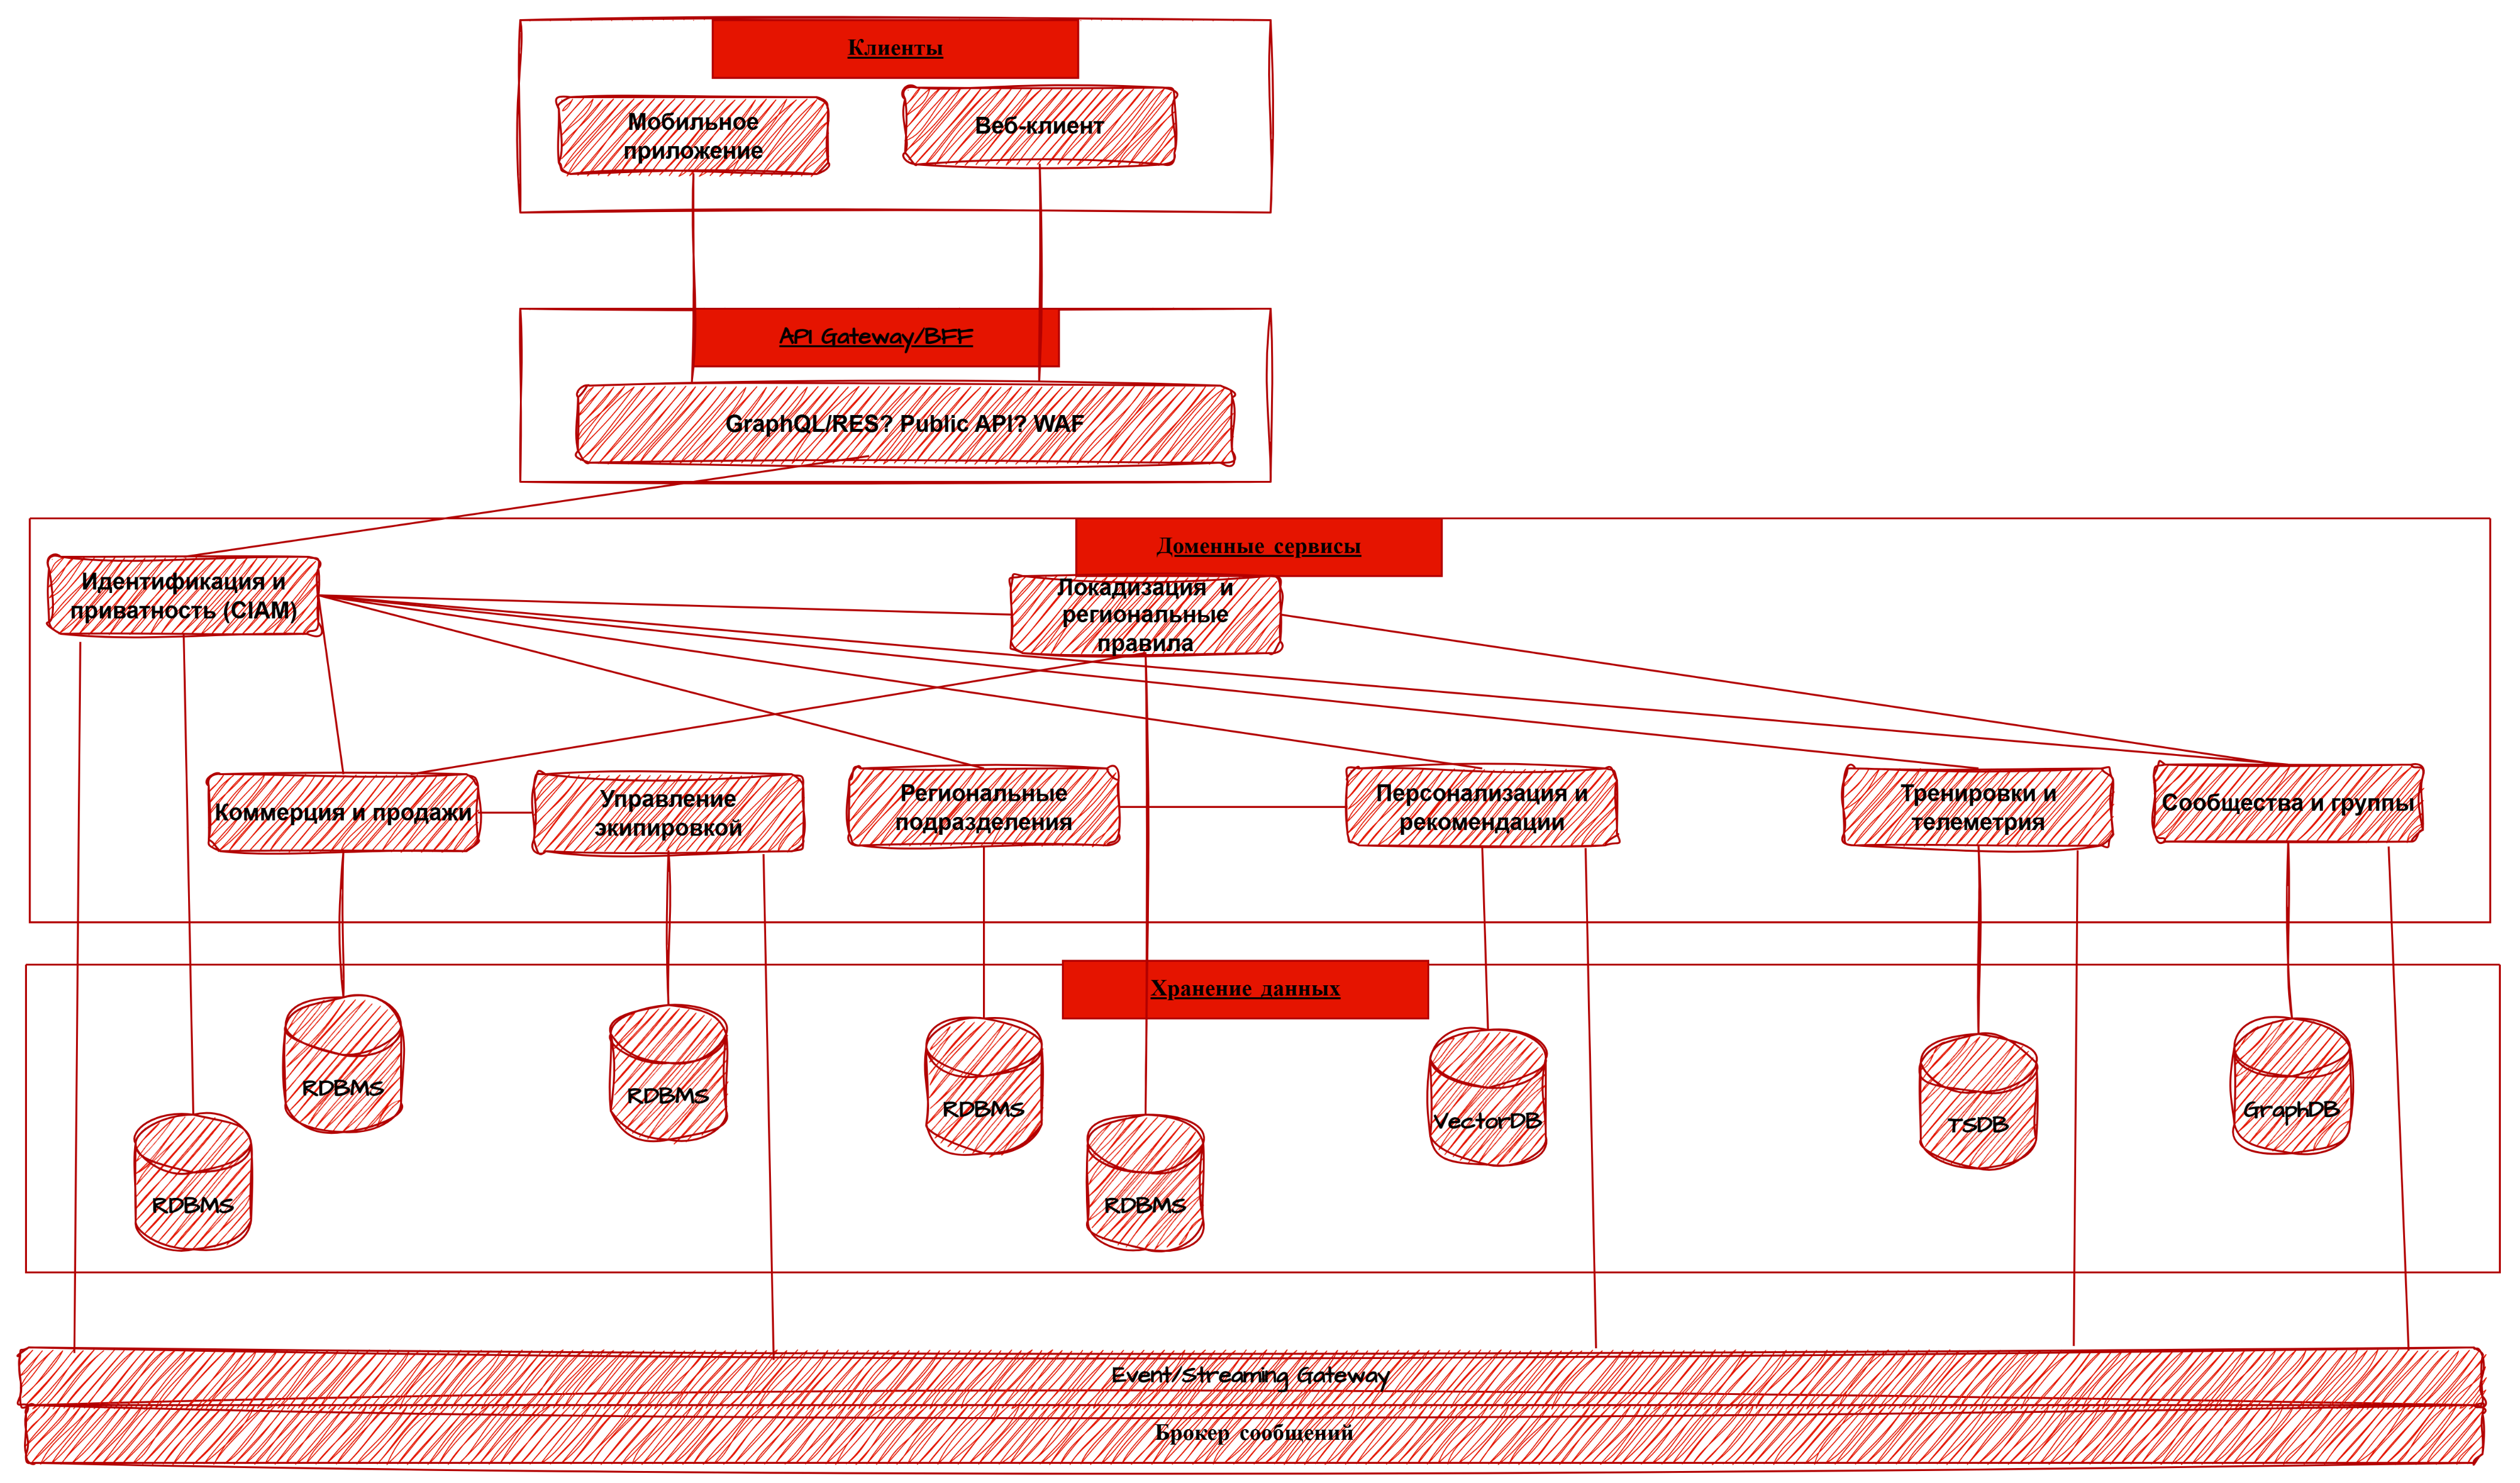 Клиенты
Мобильное
приложение
Веб-клиент
API Gateway/BFF
GraphQL/RES? Public API? WAF
Доменные сервисы
Идентификация и
приватность (CIAM)
Локадизация и
региональные
правила
Коммерция и продажи
Управление
экипировкой
Региональные
подразделения
Персонализация и
рекомендации
Тренировки и
телеметрия
Сообщества и группы
Хранение данных
RDBMS
RDBMS
RDBMS
RDBMS
RDBMS
VectorDB
TSDB
GraphDB
Event/Streaming Gateway
Брокер сообщений